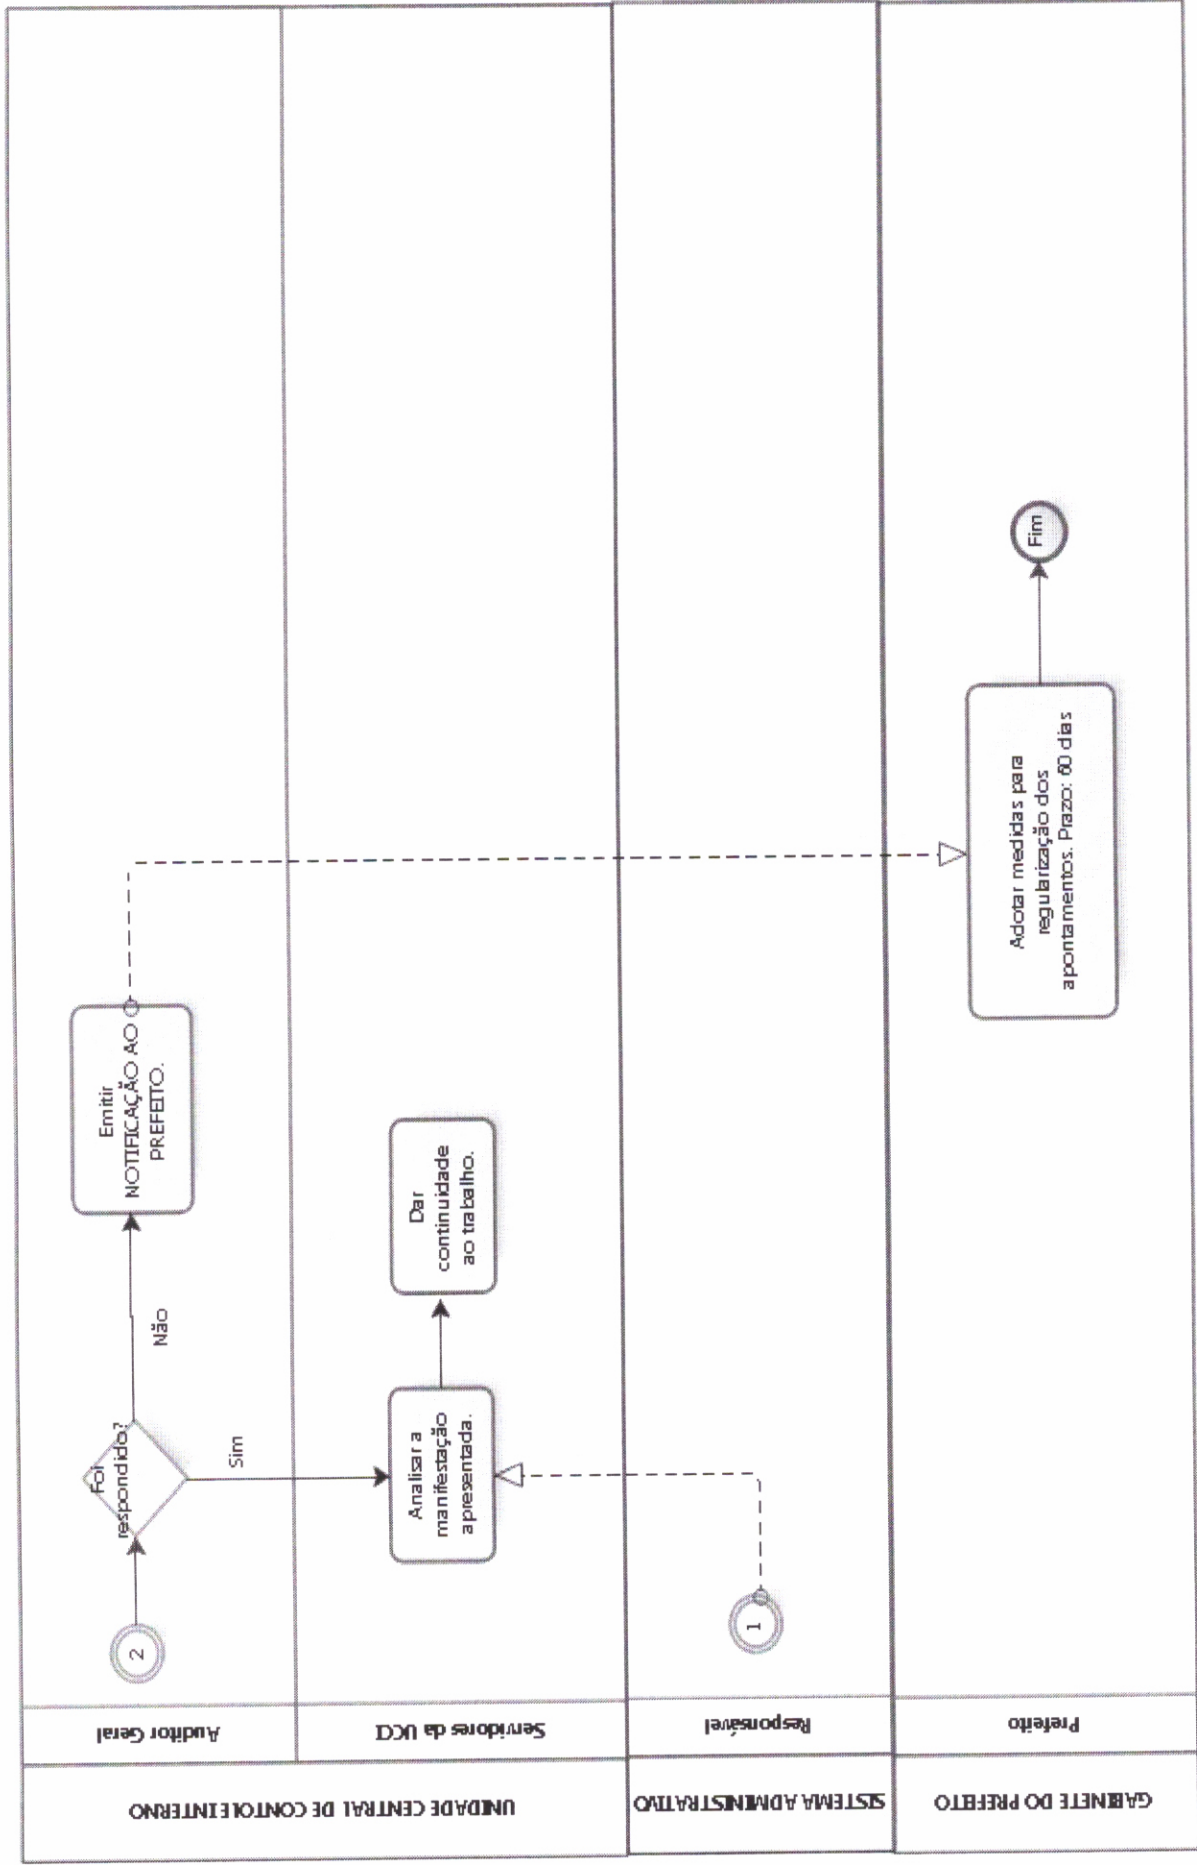 UNIDADE CENTRAL DE CONTOLE INTERNO
Auditor Geral
2
Foi
respondido?
Não
Sim
Emitir
NOTIFICAÇÃO AO
PREFEITO.
Servidores da UCCI
Analisar a
manifestação
apresentada.
Dar
continuidade
ao trabalho.
SISTEMA ADMINISTRATIVO
Responsável
1
GABINETE DO PREFEITO
Prefeito
Adotar medidas para
regularização dos
apontamentos. Prazo: 60 dias
Fim